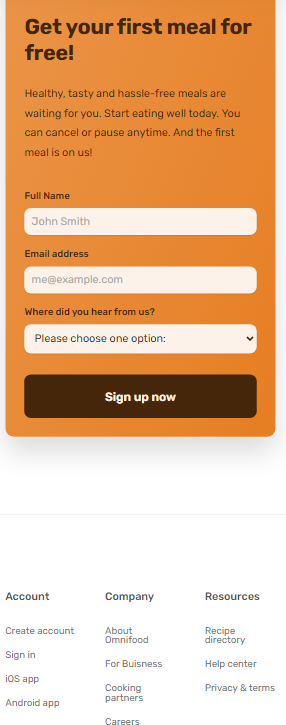 Get your first meal for
free!
Healthy, tasty and hassle-free meals are
waiting for you. Start eating well today. You
can cancel or pause anytime. And the first
meal is on us!
Full Name
John Smith
Email address
me@example.com
Where did you hear from us?
Please choose one option:
Sign up now
Account
Create account
Sign in
iOS app
Android app
Company
About
Omnifood
For Buisness
Cooking
partners
Careers
Resources
Recipe
directory
Help center
Privacy & terms